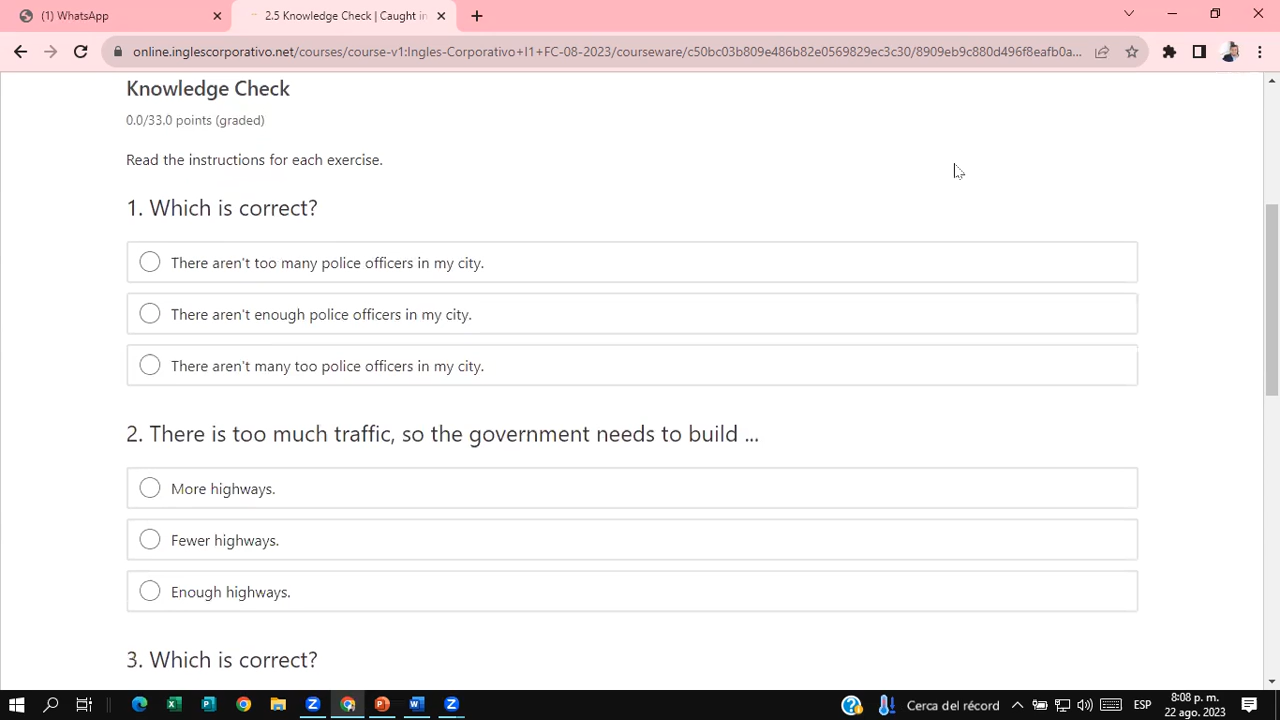 (1) WhatsApp
2.5 Knowledge Check | Caught in
online.inglescorporativo.net/courses/course-v1:Ingles-Corporativo+I1+FC-08-2023/courseware/c50bc03b809e486b82e0569829ec3c30/8909eb9c880d496f8eafb0a...
Knowledge Check
0.0/33.0 points (graded)
Read the instructions for each exercise.
1. Which is correct?
There aren't too many police officers in my city.
There aren't enough police officers in my city.
There aren't many too police officers in my city.
2. There is too much traffic, so the government needs to build ...
More highways.
Fewer highways.
Enough highways.
3. Which is correct?
Cerca del récord
ESP
8:08 p. m.
22 ago. 2023